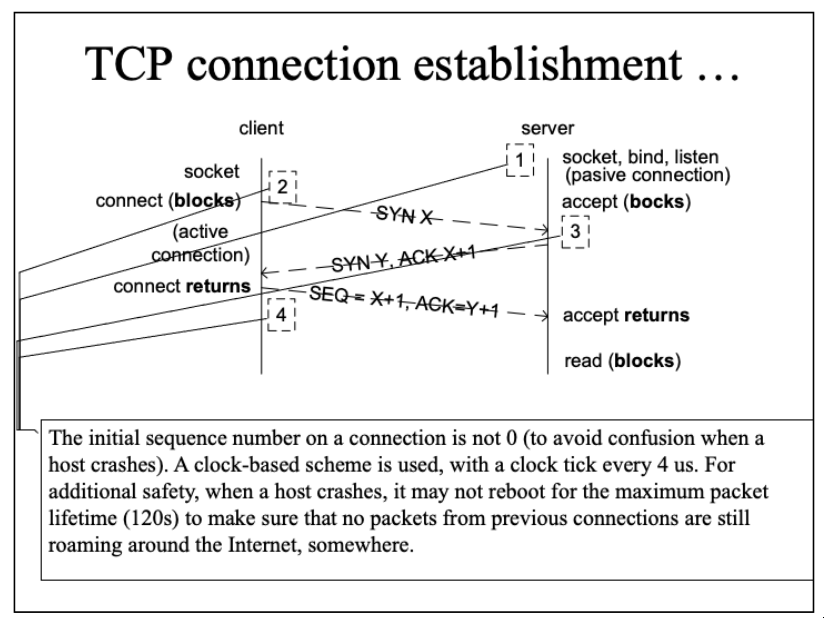 TCP connection establishment …
client
server
1
socket, bind, listen
(pasive connection)
socket
2
connect (blocks)
accept (bocks)
SYN X
(active
connection)
3
SYN Y, ACK X+1
connect returns
SEQ = X+1, ACK=Y+1
4
accept returns
read (blocks)
The initial sequence number on a connection is not 0 (to avoid confusion when a
host crashes). A clock-based scheme is used, with a clock tick every 4 us. For
additional safety, when a host crashes, it may not reboot for the maximum packet
lifetime (120s) to make sure that no packets from previous connections are still
roaming around the Internet, somewhere.